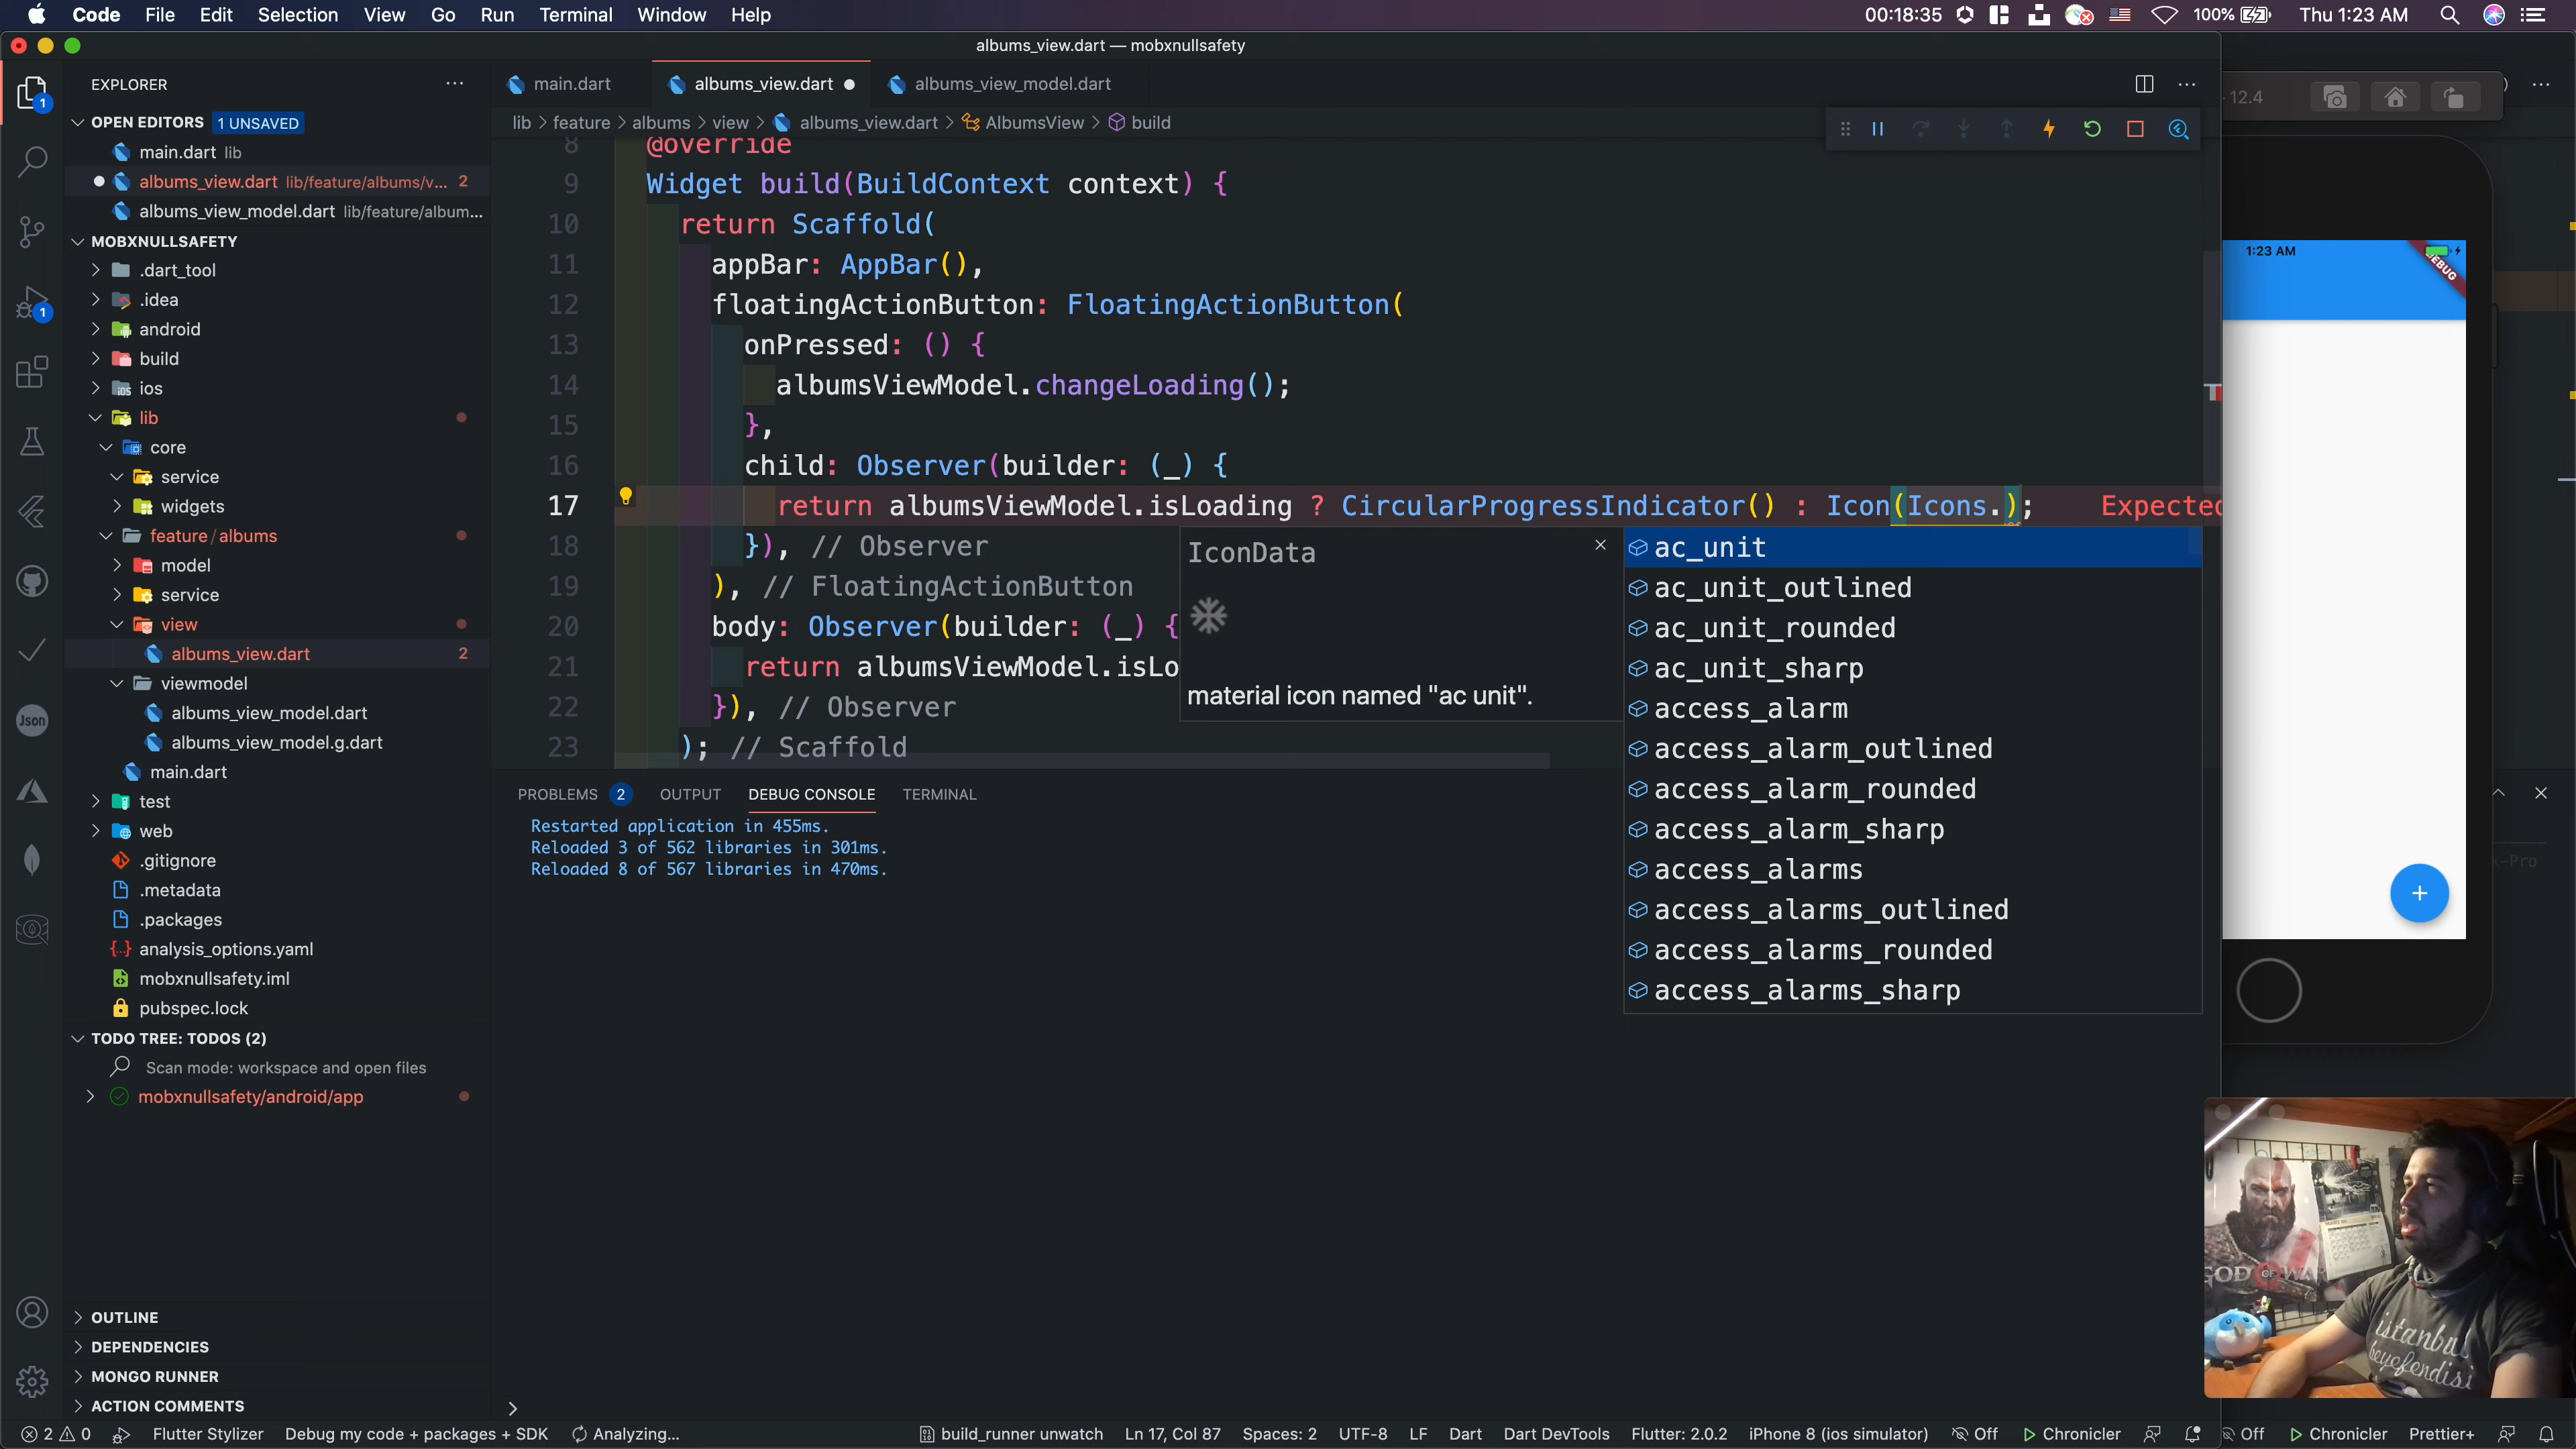 Code File Edit Selection View Go Run Terminal Window Help
00:18:35 100% Thu 1:23 AM
albums_view.dart — mobxnullsafety
EXPLORER
main.dart albums_view.dart albums_view_model.dart
12.4
OPEN EDITORS 1 UNSAVED
lib > feature > albums > view > albums_view.dart > AlbumsView > build
main.dart lib
albums_view.dart lib/feature/albums/v... 2
albums_view_model.dart lib/feature/album...
MOBXNULLSAFETY
.dart_tool
.idea
android
build
ios
lib
core
service
widgets
feature / albums
model
service
view
albums_view.dart 2
viewmodel
albums_view_model.dart
albums_view_model.g.dart
main.dart
test
web
.gitignore
.metadata
.packages
analysis_options.yaml
mobxnullsafety.iml
pubspec.lock
TODO TREE: TODOS (2)
Scan mode: workspace and open files
mobxnullsafety/android/app
OUTLINE
DEPENDENCIES
MONGO RUNNER
ACTION COMMENTS
8 @override
9 Widget build(BuildContext context) {
10 return Scaffold(
11 appBar: AppBar(),
12 floatingActionButton: FloatingActionButton(
13 onPressed: () {
14 albumsViewModel.changeLoading();
15 },
16 child: Observer(builder: (_) {
17 return albumsViewModel.isLoading ? CircularProgressIndicator() : Icon(Icons.); Expected
18 }), // Observer
19 ), // FloatingActionButton
20 body: Observer(builder: (_) {
21 return albumsViewModel.isLo
22 }), // Observer
23 ); // Scaffold
IconData
material icon named "ac unit".
ac_unit
ac_unit_outlined
ac_unit_rounded
ac_unit_sharp
access_alarm
access_alarm_outlined
access_alarm_rounded
access_alarm_sharp
access_alarms
access_alarms_outlined
access_alarms_rounded
access_alarms_sharp
PROBLEMS 2 OUTPUT DEBUG CONSOLE TERMINAL
Restarted application in 455ms.
Reloaded 3 of 562 libraries in 301ms.
Reloaded 8 of 567 libraries in 470ms.
1:23 AM
DEBUG
k-Pro
GOD OF WAR
istanbul
beyefendisi
1
1
Json
2 0 Flutter Stylizer Debug my code + packages + SDK Analyzing... build_runner unwatch Ln 17, Col 87 Spaces: 2 UTF-8 LF Dart Dart DevTools Flutter: 2.0.2 iPhone 8 (ios simulator) Off Chronicler
Off Chronicler Prettier+